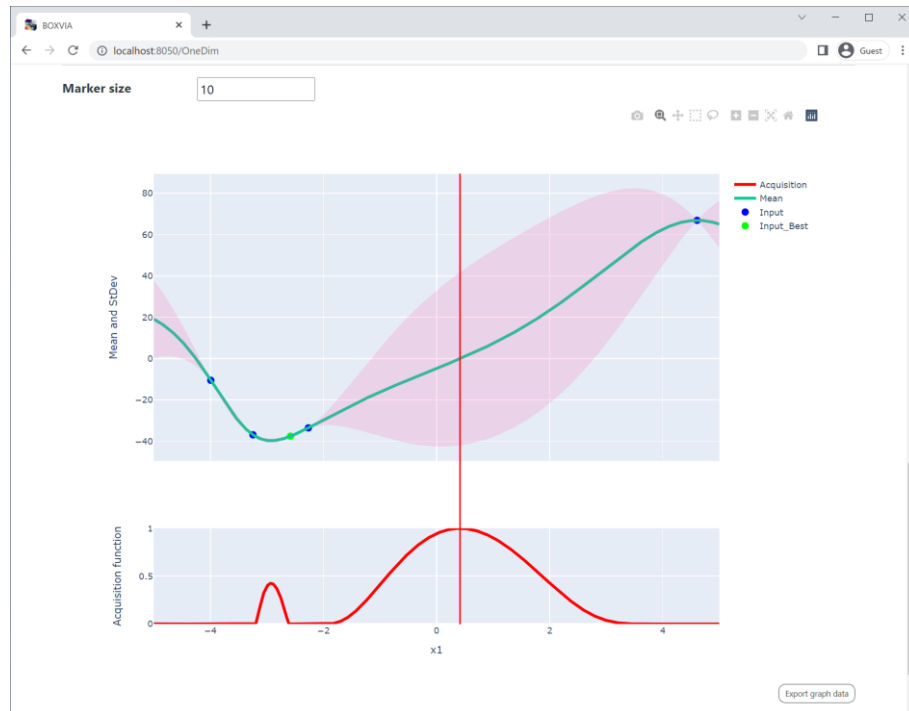 BOXVIA
localhost:8050/OneDim
Guest
Marker size
10
Acquisition
Mean
Input
Input_Best
Mean and StDev
80
60
40
20
0
−20
−40
Acquisition function
1
0.5
0
−4
−2
0
2
4
x1
Export graph data